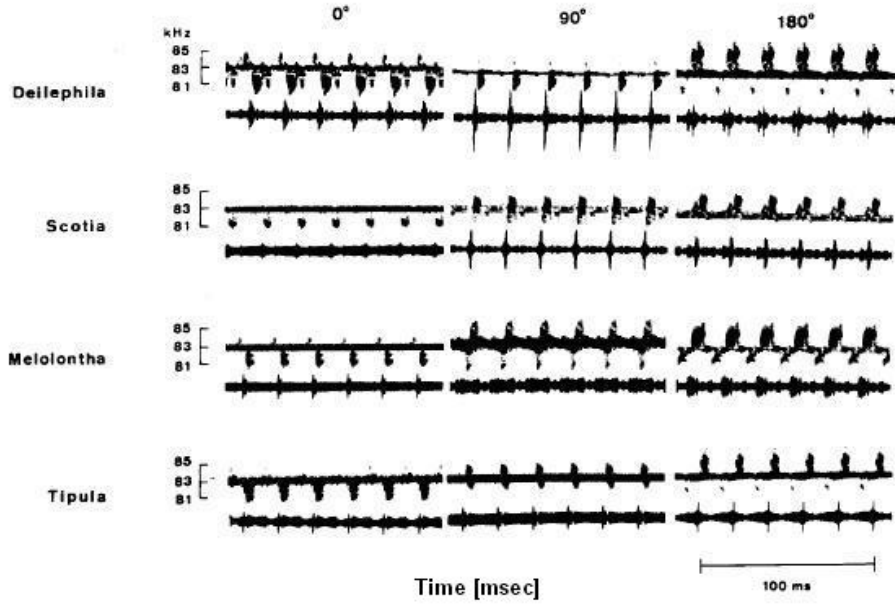 0° 90° 180°
kHz
85
83
81
Deilephila
85
83
81
Scotia
85
83
81
Melolontha
85
83
81
Tipula
Time [msec]
100 ms